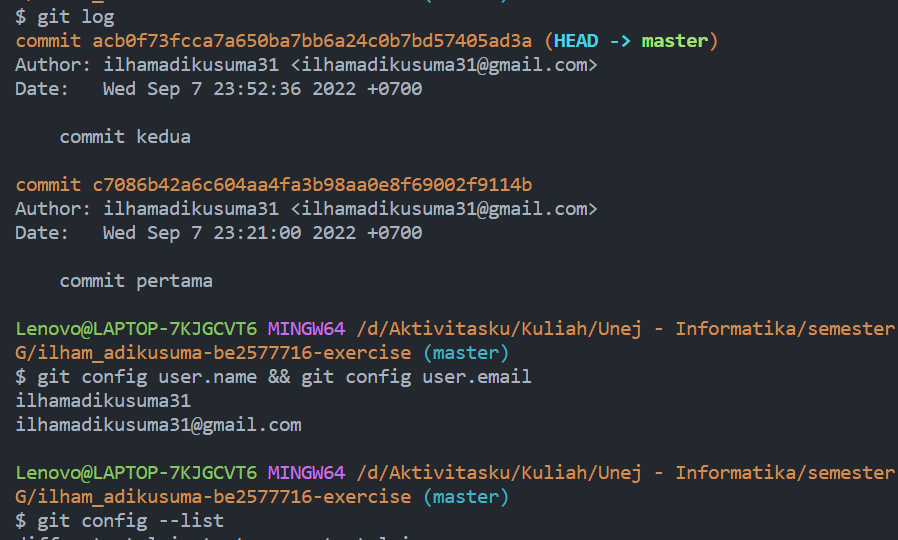 $ git log
commit acb0f73fcca7a650ba7bb6a24c0b7bd57405ad3a (HEAD -> master)
Author: ilhamadikusuma31 <ilhamadikusuma31@gmail.com>
Date:   Wed Sep 7 23:52:36 2022 +0700
    commit kedua
commit c7086b42a6c604aa4fa3b98aa0e8f69002f9114b
Author: ilhamadikusuma31 <ilhamadikusuma31@gmail.com>
Date:   Wed Sep 7 23:21:00 2022 +0700
    commit pertama
Lenovo@LAPTOP-7KJGCVT6 MINGW64 /d/Aktivitasku/Kuliah/Unej - Informatika/semester
G/ilham_adikusuma-be2577716-exercise (master)
$ git config user.name && git config user.email
ilhamadikusuma31
ilhamadikusuma31@gmail.com
Lenovo@LAPTOP-7KJGCVT6 MINGW64 /d/Aktivitasku/Kuliah/Unej - Informatika/semester
G/ilham_adikusuma-be2577716-exercise (master)
$ git config --list